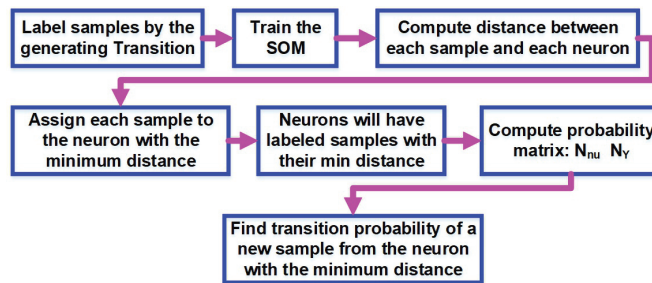 Label samples by the
generating Transition
Train the
SOM
Compute distance between
each sample and each neuron
Assign each sample to
the neuron with the
minimum distance
Neurons will have
labeled samples with
their min distance
Compute probability
matrix: Nnu NY
Find transition probability of a
new sample from the neuron
with the minimum distance